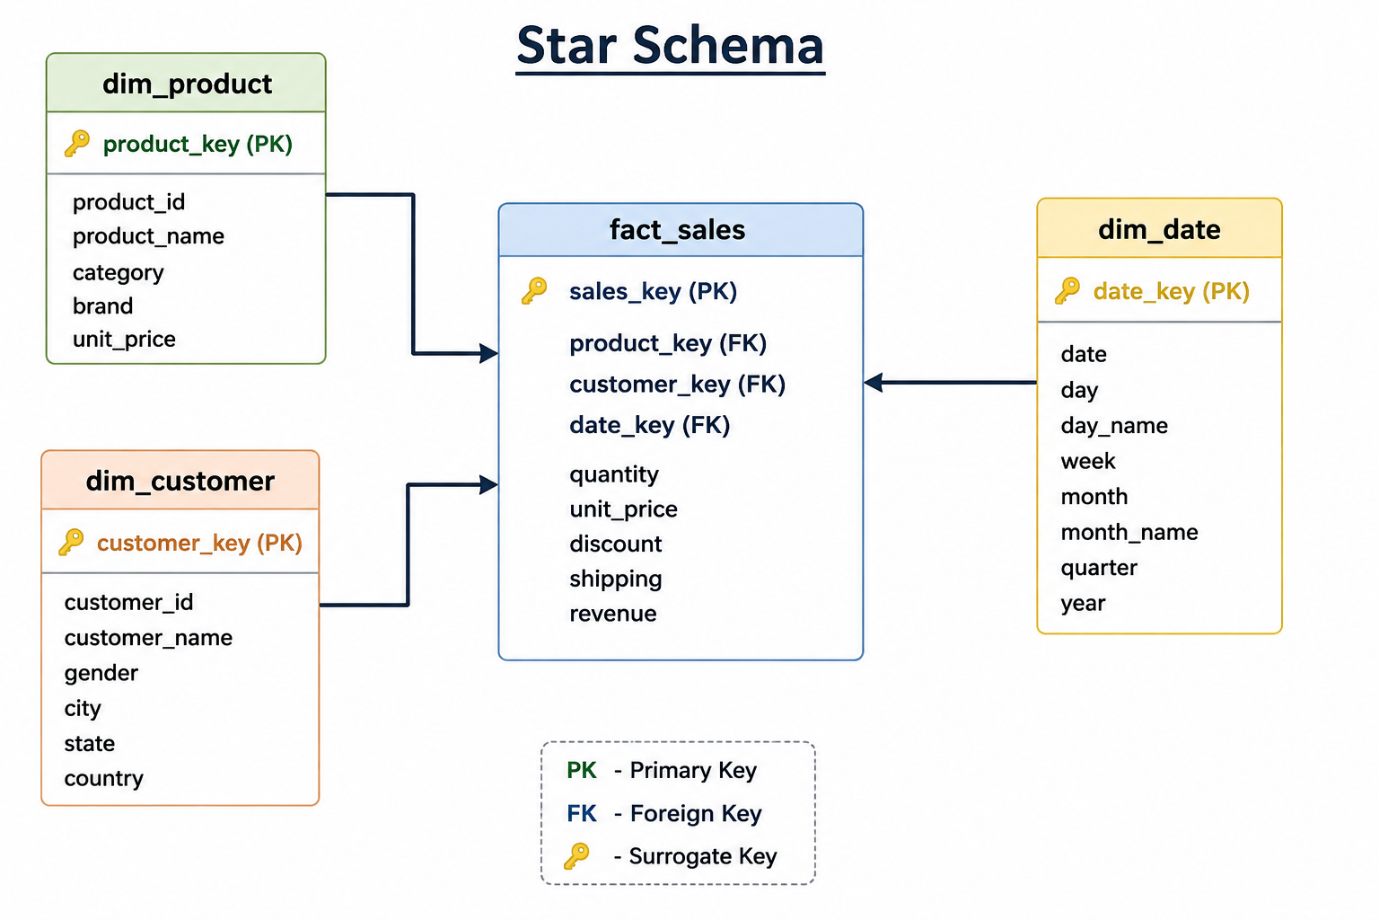 Star Schema
dim_product
product_key (PK)
product_id
product_name
category
brand
unit_price
dim_customer
customer_key (PK)
customer_id
customer_name
gender
city
state
country
fact_sales
sales_key (PK)
product_key (FK)
customer_key (FK)
date_key (FK)
quantity
unit_price
discount
shipping
revenue
dim_date
date_key (PK)
date
day
day_name
week
month
month_name
quarter
year
PK - Primary Key
FK - Foreign Key
- Surrogate Key